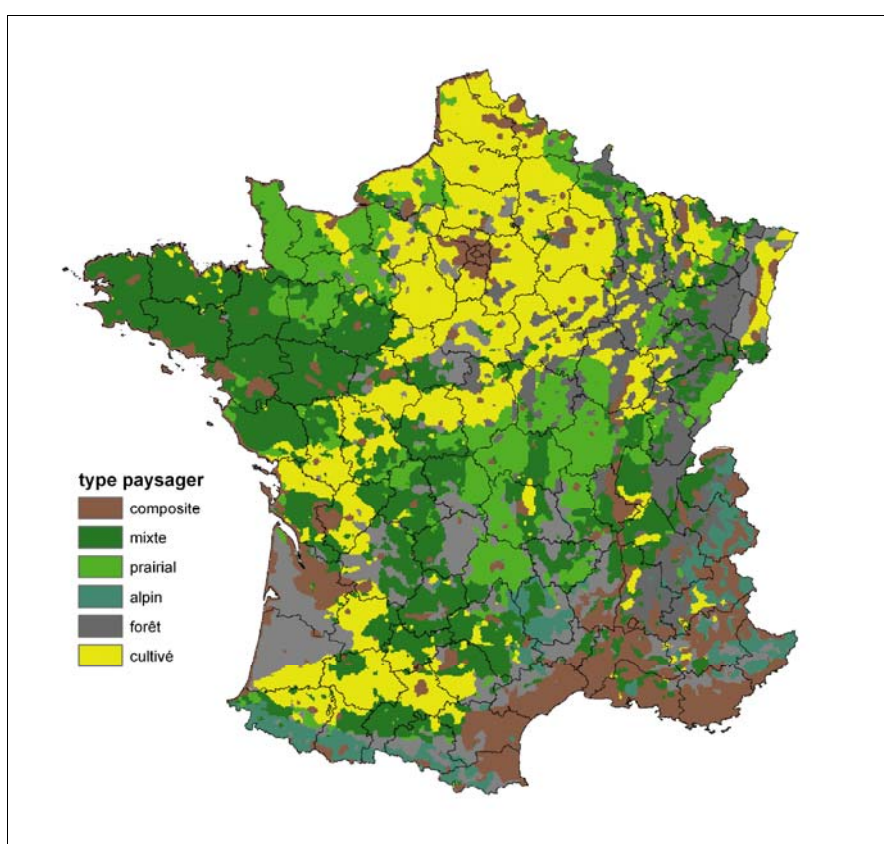 type paysager
composite
mixte
prairial
alpin
forêt
cultivé